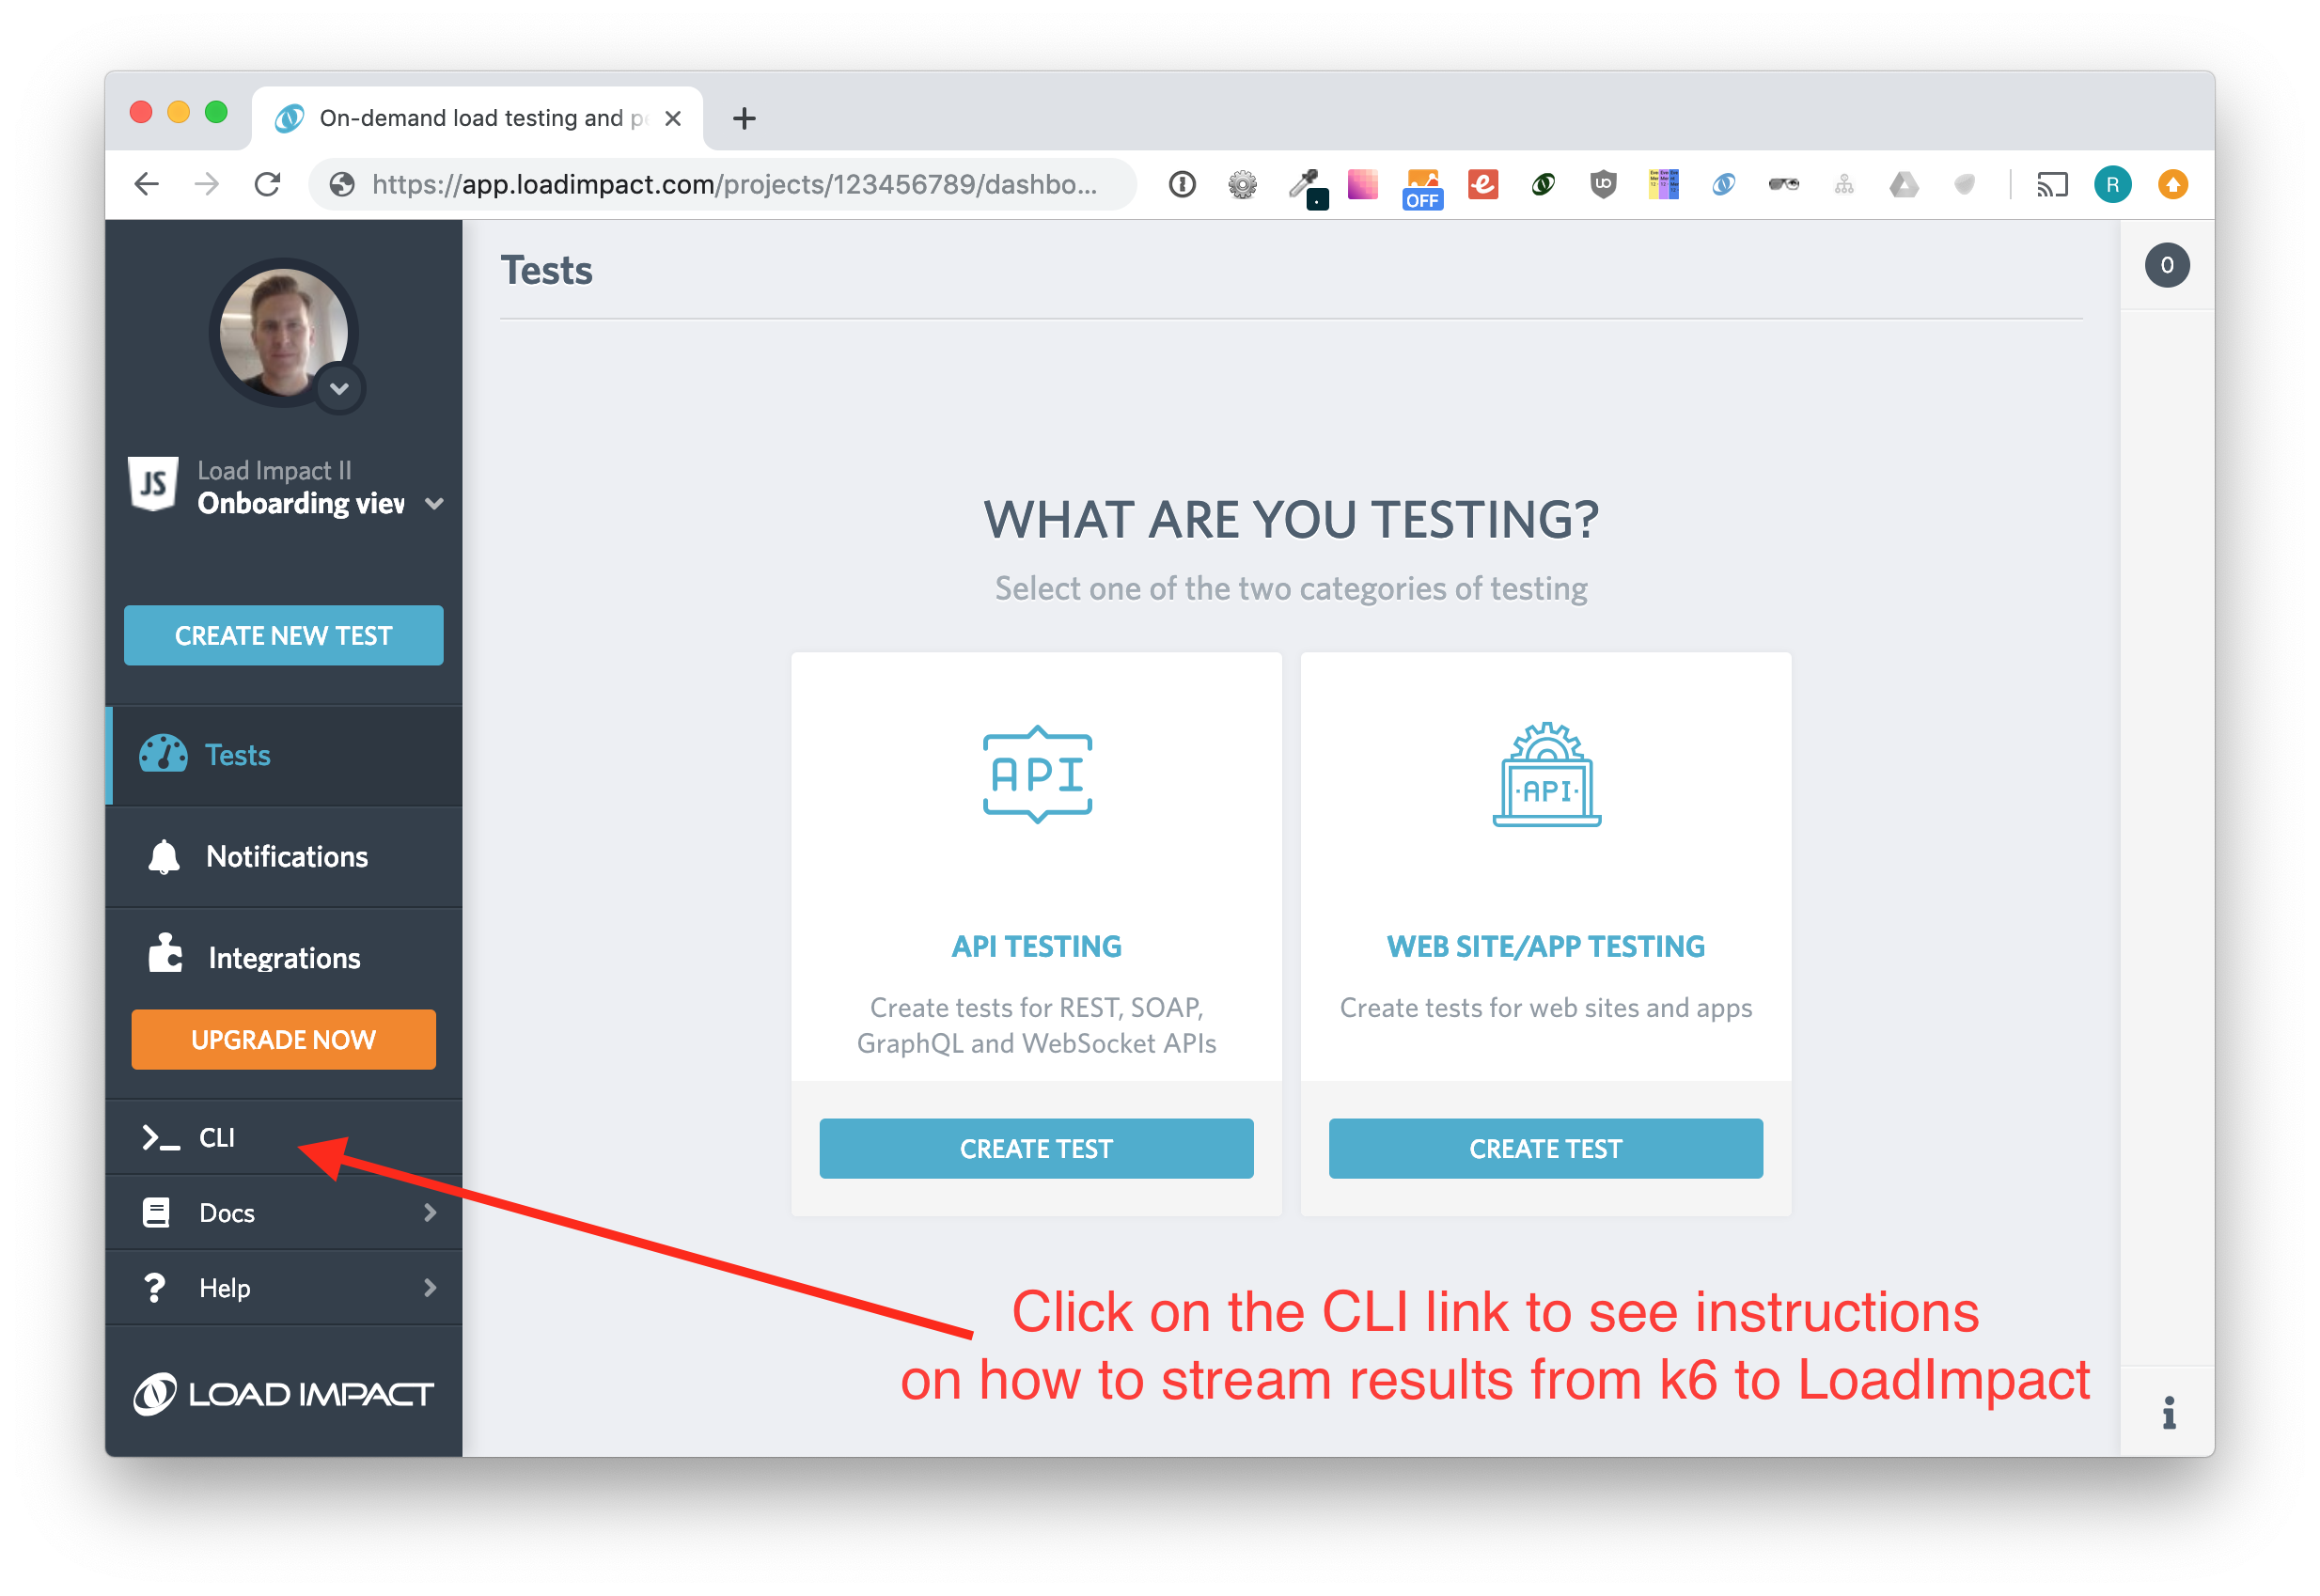 On-demand load testing and pe
https://app.loadimpact.com/projects/123456789/dashbo...
OFF
R
Tests
0
JS
Load Impact II
Onboarding view
CREATE NEW TEST
Tests
Notifications
Integrations
UPGRADE NOW
CLI
Docs
Help
LOAD IMPACT
WHAT ARE YOU TESTING?
Select one of the two categories of testing
API
API TESTING
Create tests for REST, SOAP,
GraphQL and WebSocket APIs
CREATE TEST
API
WEB SITE/APP TESTING
Create tests for web sites and apps
CREATE TEST
Click on the CLI link to see instructions
on how to stream results from k6 to LoadImpact